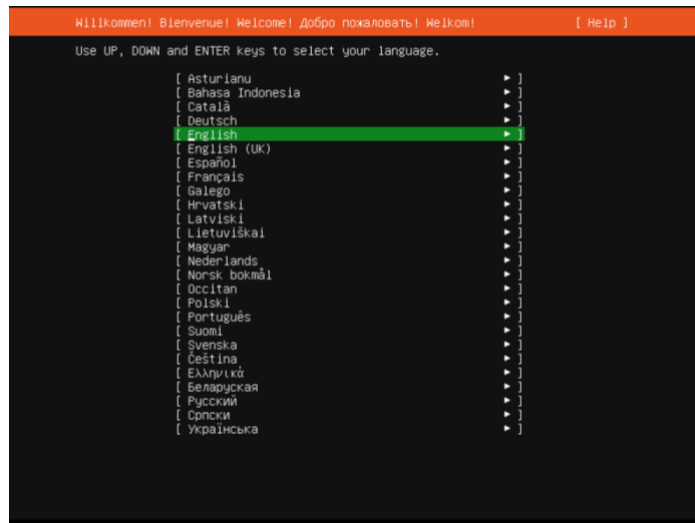 Willkommen! Bienvenue! Welcome! Добро пожаловать! Welkom! [ Help ]
Use UP, DOWN and ENTER keys to select your language.
[ Asturianu ► ]
[ Bahasa Indonesia ► ]
[ Català ► ]
[ Deutsch ► ]
[ English ► ]
[ English (UK) ► ]
[ Español ► ]
[ Français ► ]
[ Galego ► ]
[ Hrvatski ► ]
[ Latviski ► ]
[ Lietuviškai ► ]
[ Magyar ► ]
[ Nederlands ► ]
[ Norsk bokmål ► ]
[ Occitan ► ]
[ Polski ► ]
[ Português ► ]
[ Suomi ► ]
[ Svenska ► ]
[ Čeština ► ]
[ Ελληνικά ► ]
[ Беларуская ► ]
[ Русский ► ]
[ Српски ► ]
[ Українська ► ]